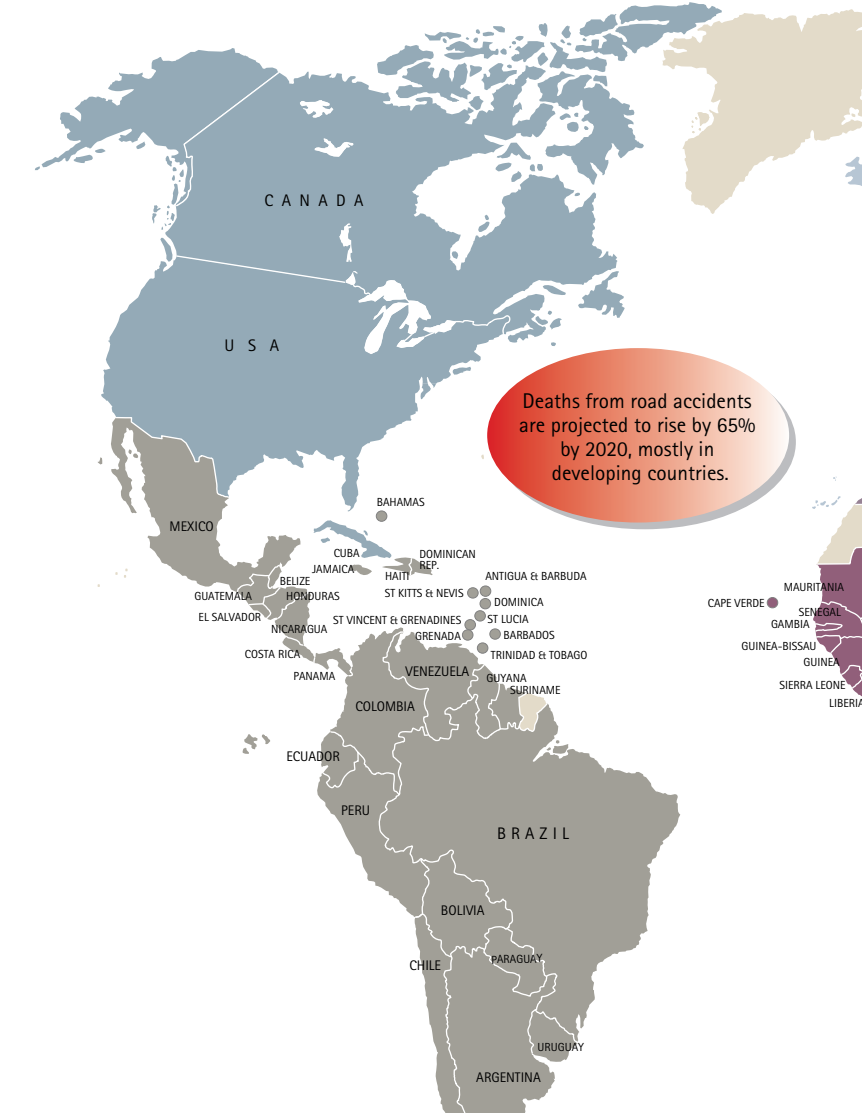 CANADA
USA
Deaths from road accidents
are projected to rise by 65%
by 2020, mostly in
developing countries.
BAHAMAS
MEXICO
CUBA
DOMINICAN
REP.
JAMAICA
HAITI
ANTIGUA & BARBUDA
BELIZE
GUATEMALA
HONDURAS
ST KITTS & NEVIS
DOMINICA
EL SALVADOR
ST VINCENT & GRENADINES
ST LUCIA
NICARAGUA
GRENADA
BARBADOS
COSTA RICA
TRINIDAD & TOBAGO
PANAMA
VENEZUELA
GUYANA
SURINAME
COLOMBIA
MAURITANIA
CAPE VERDE
SENEGAL
GAMBIA
GUINEA-BISSAU
GUINEA
SIERRA LEONE
LIBERIA
ECUADOR
PERU
BRAZIL
BOLIVIA
CHILE
PARAGUAY
URUGUAY
ARGENTINA